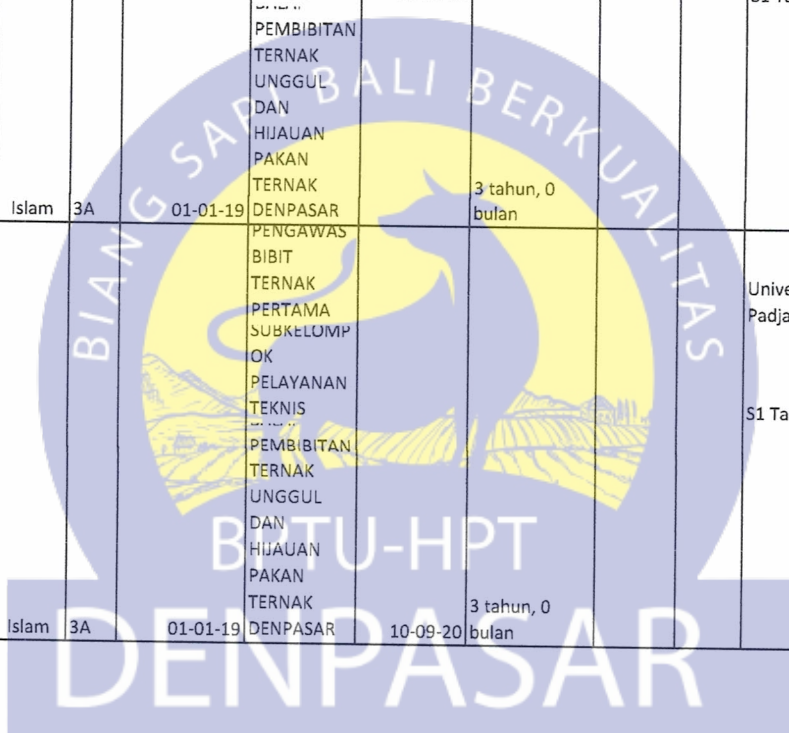 PEMBIBITAN
TERNAK
UNGGUL
DAN
HIJAUAN
PAKAN
TERNAK
Islam 3A 01-01-19 DENPASAR 3 tahun, 0
bulan
PENGAWAS
BIBIT
TERNAK
PERTAMA
SUBKELOMP
OK
PELAYANAN
TEKNIS
PEMBIBITAN
TERNAK
UNGGUL
DAN
HIJAUAN
PAKAN
TERNAK
Islam 3A 01-01-19 DENPASAR 10-09-20 3 tahun, 0
bulan
Unive
Padja
S1 Ta
BIANG SAPI BALI BERKUALITAS
BPTU-HPT
DENPASAR